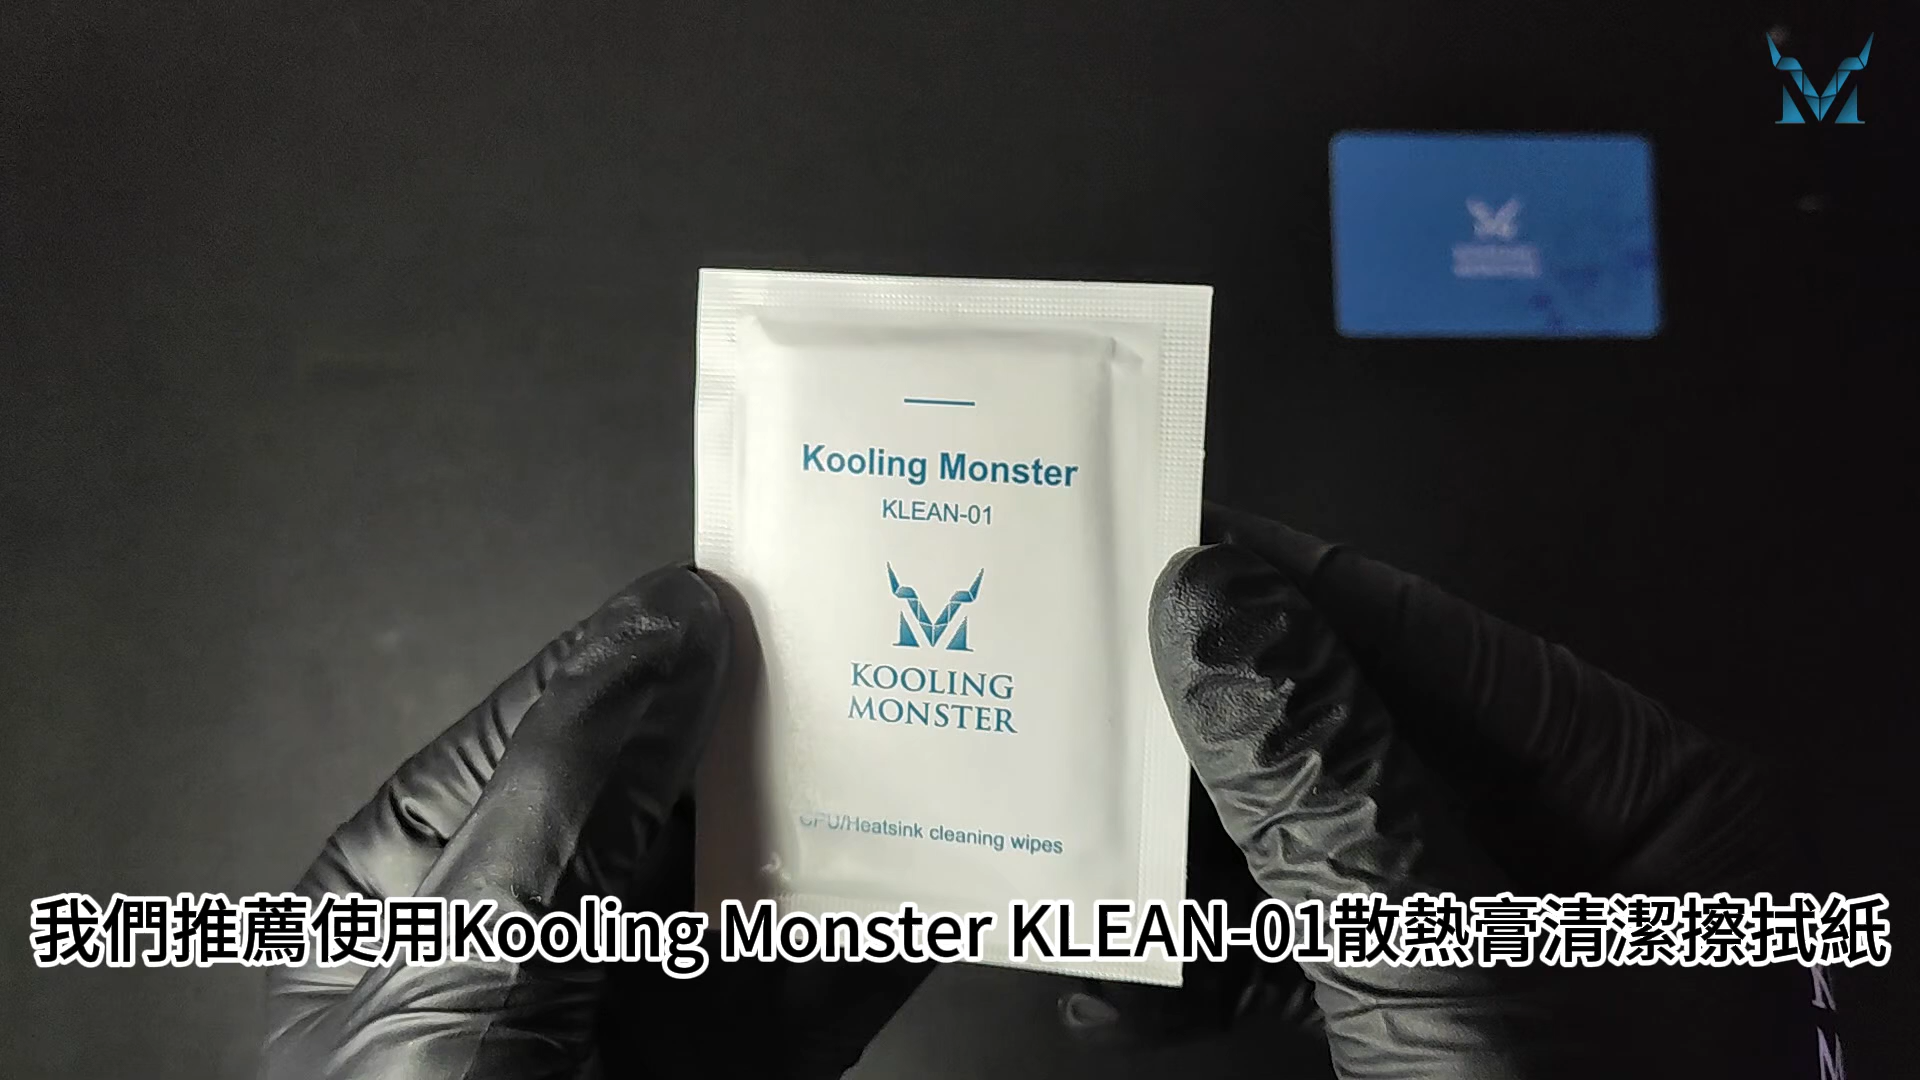 Kooling Monster
KLEAN-01
KOOLING
MONSTER
CPU/Heatsink cleaning wipes
我們推薦使用Kooling Monster KLEAN-01散熱膏清潔擦拭紙